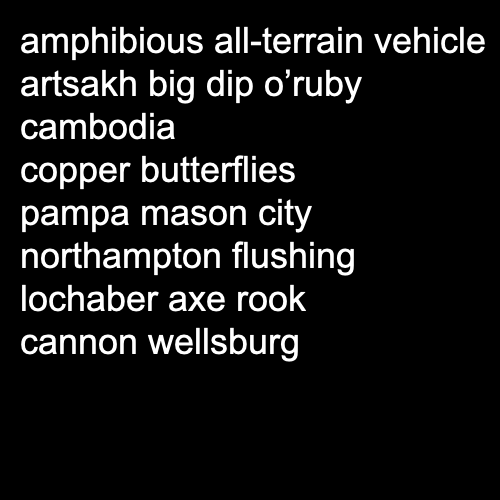 amphibious all-terrain vehicle
artsakh big dip o’ruby
cambodia
copper butterflies
pampa mason city
northampton flushing
lochaber axe rook
cannon wellsburg